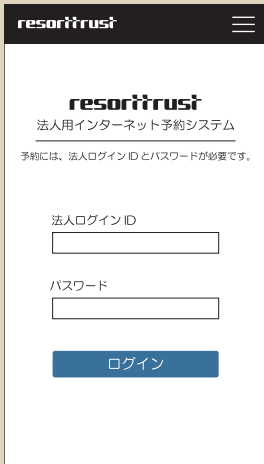 resorttrust
resorttrust
法人用インターネット予約システム
予約には、法人ログイン ID とパスワードが必要です。
法人ログイン ID
パスワード
ログイン